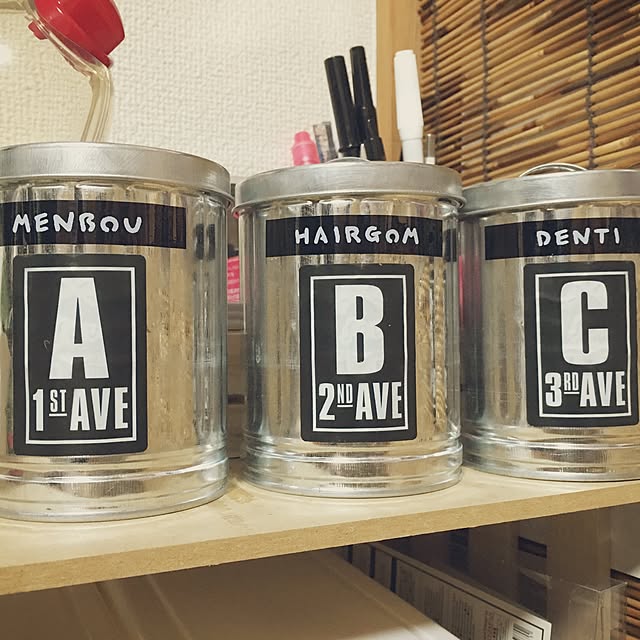 MENBOU
A
1ST AVE
HAIRGOM
B
2ND AVE
DENTI
C
3RD AVE